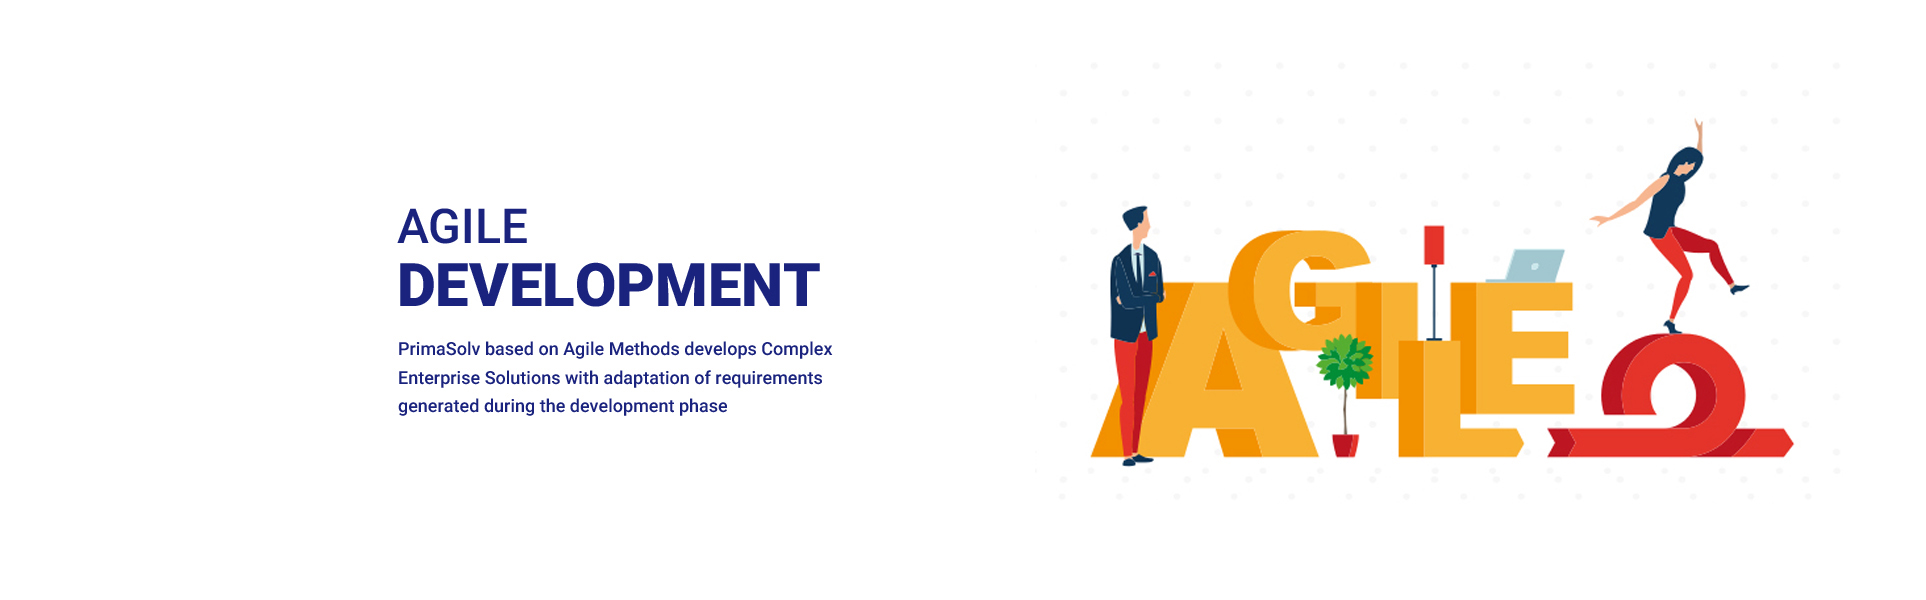 AGILE
DEVELOPMENT
PrimaSolv based on Agile Methods develops Complex
Enterprise Solutions with adaptation of requirements
generated during the development phase
AGILE